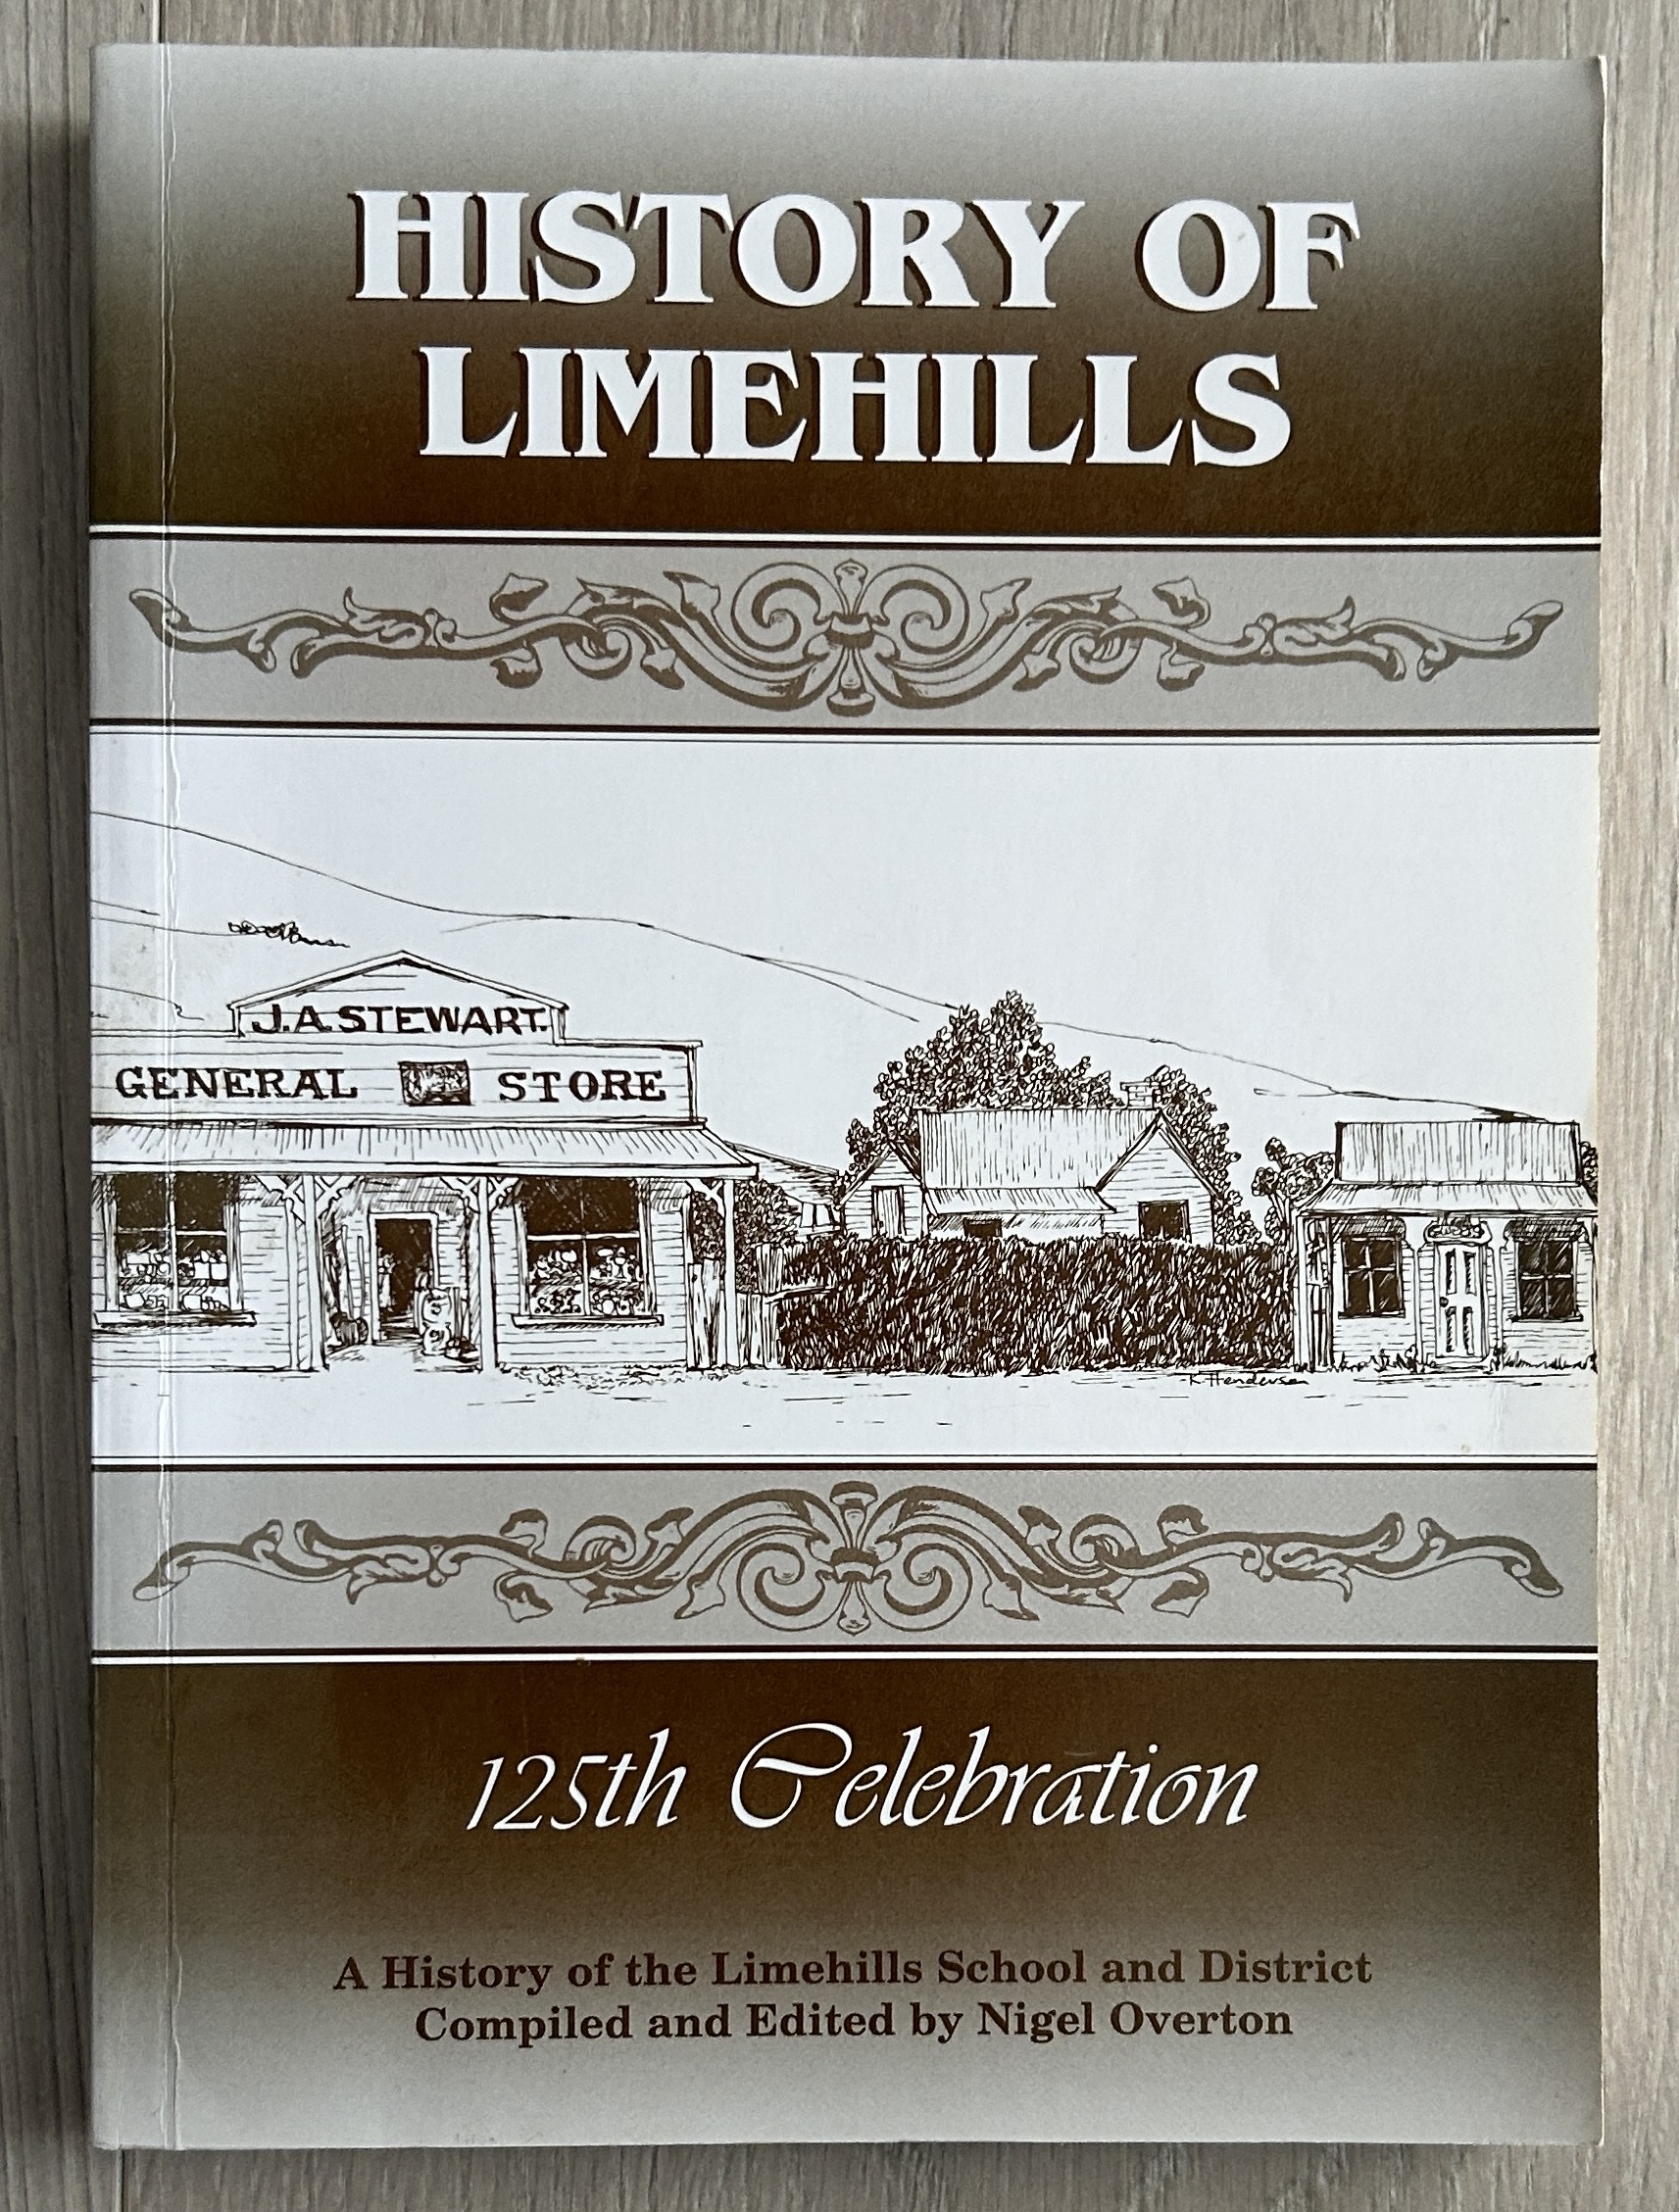 HISTORY OF
LIMEHILLS
J.A. STEWART.
GENERAL STORE
K. Henderson
125th Celebration
A History of the Limehills School and District
Compiled and Edited by Nigel Overton